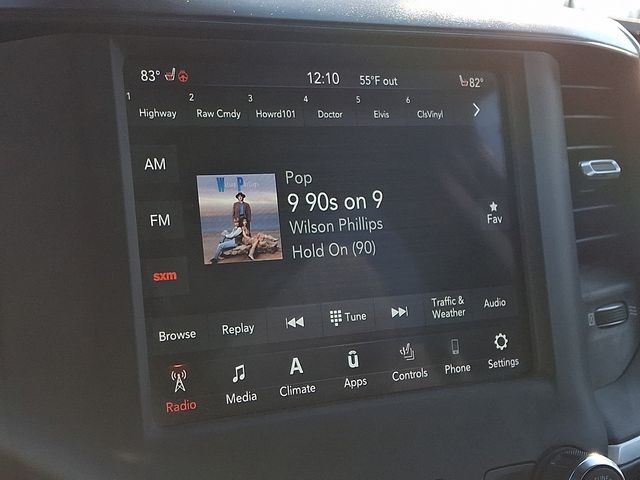 83° 12:10 55°F out 82°
1 Highway 2 Raw Cmdy 3 Howrd101 4 Doctor 5 Elvis 6 ClsVinyl
AM
FM
sxm
Wilson Phillips
Pop
9 90s on 9
Wilson Phillips
Hold On (90)
Fav
Browse Replay Tune Traffic & Weather Audio
Radio Media A Climate ū Apps Controls Phone Settings